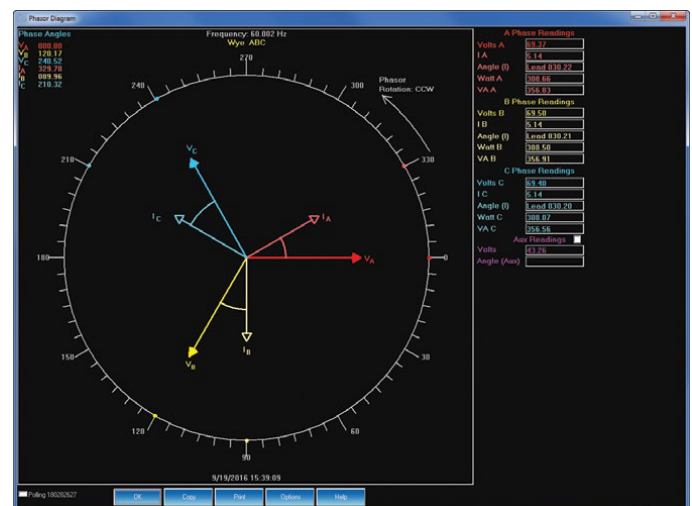 Phasor Diagram
Phase Angles
VA 000.00
VB 120.17
VC 240.52
IA 329.78
IB 089.96
IC 210.32
Frequency: 60.002 Hz
Wye ABC
Phasor
Rotation: CCW
270
300
330
0
30
60
90
120
150
180
210
240
VC
IC
IA
VA
IB
VB
9/19/2016 15:39:09
A Phase Readings
Volts A 69.37
I A 5.14
Angle (I) Lead 030.22
Watt A 308.66
VA A 356.83
B Phase Readings
Volts B 69.50
I B 5.14
Angle (I) Lead 030.21
Watt B 308.50
VA B 356.91
C Phase Readings
Volts C 69.40
I C 5.14
Angle (I) Lead 030.20
Watt C 308.07
VA C 356.56
Aux Readings
Volts 43.76
Angle (Aux)
Polling 180202627
OK
Copy
Print
Options
Help